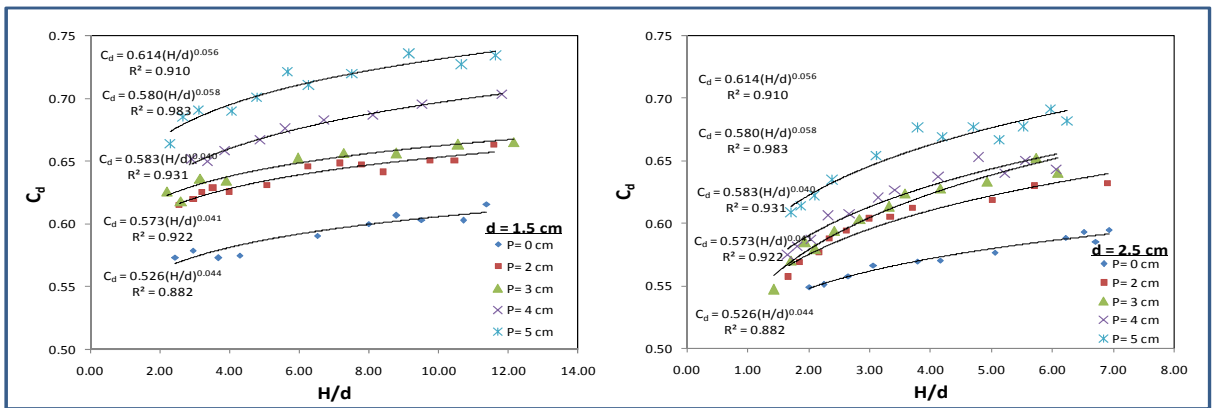 0.75
0.70
0.65
0.60
0.55
0.50
C_d
C_d = 0.614(H/d)^0.056
R² = 0.910
C_d = 0.580(H/d)^0.058
R² = 0.983
C_d = 0.583(H/d)^0.040
R² = 0.931
C_d = 0.573(H/d)^0.041
R² = 0.922
C_d = 0.526(H/d)^0.044
R² = 0.882
d = 1.5 cm
P= 0 cm
P= 2 cm
P= 3 cm
P= 4 cm
P= 5 cm
0.00 2.00 4.00 6.00 8.00 10.00 12.00 14.00
H/d
0.75
0.70
0.65
0.60
0.55
0.50
C_d
C_d = 0.614(H/d)^0.056
R² = 0.910
C_d = 0.580(H/d)^0.058
R² = 0.983
C_d = 0.583(H/d)^0.040
R² = 0.931
C_d = 0.573(H/d)^0.041
R² = 0.922
C_d = 0.526(H/d)^0.044
R² = 0.882
d = 2.5 cm
P= 0 cm
P= 2 cm
P= 3 cm
P= 4 cm
P= 5 cm
0.00 1.00 2.00 3.00 4.00 5.00 6.00 7.00 8.00
H/d